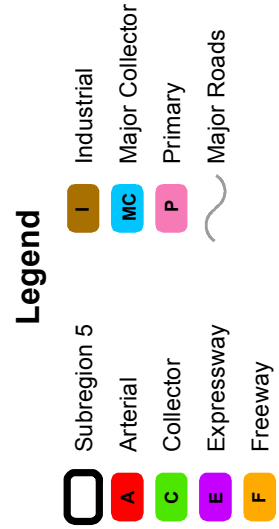 Legend
Subregion 5
A Arterial
C Collector
E Expressway
F Freeway
I Industrial
MC Major Collector
P Primary
Major Roads